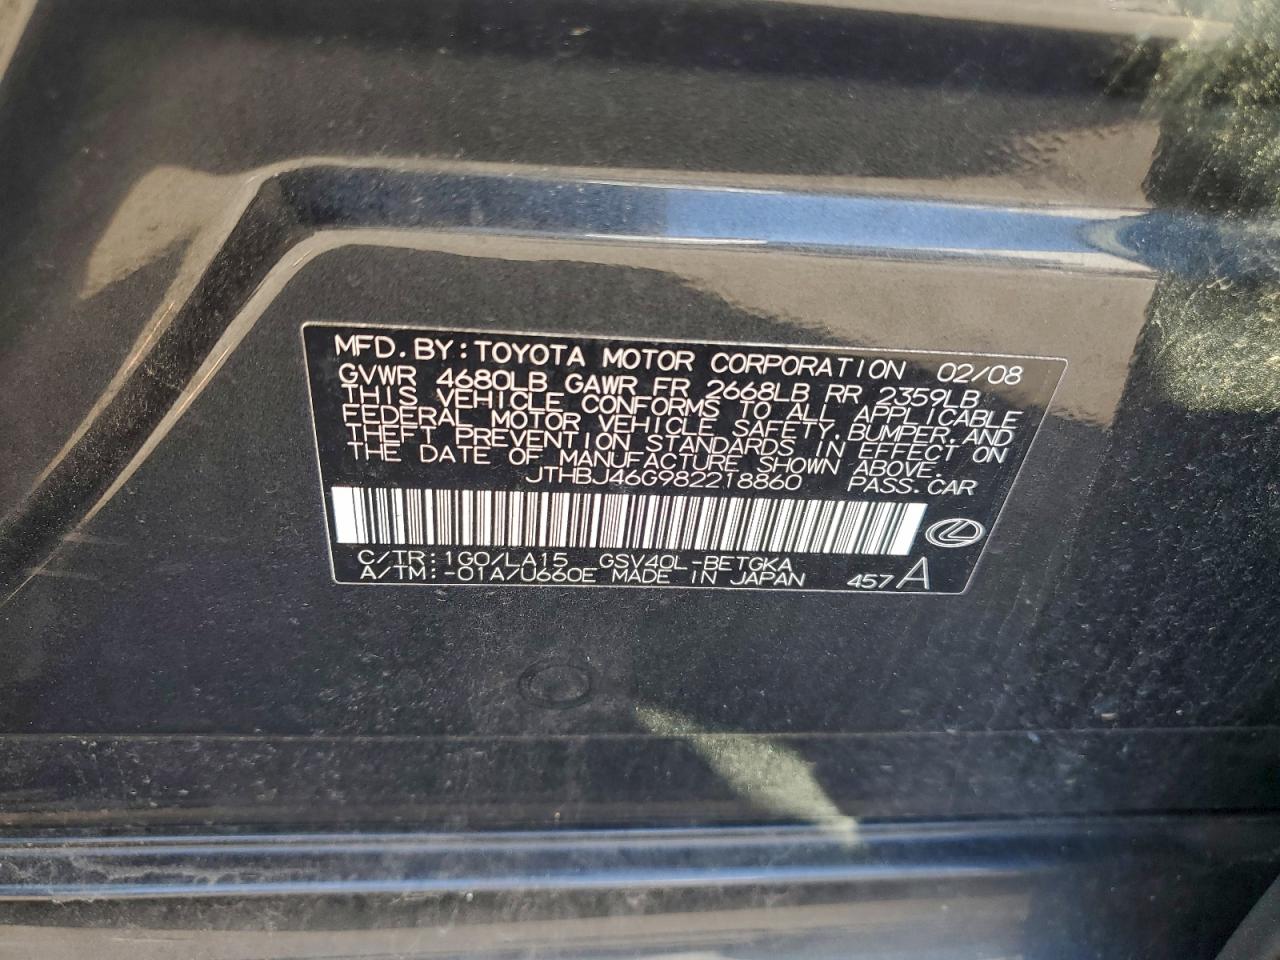 MFD. BY: TOYOTA MOTOR CORPORATION 02/08
GVWR 4680LB GAWR FR 2668LB RR 2359LB
THIS VEHICLE CONFORMS TO ALL APPLICABLE
FEDERAL MOTOR VEHICLE SAFETY, BUMPER, AND
THEFT PREVENTION STANDARDS IN EFFECT ON
THE DATE OF MANUFACTURE SHOWN ABOVE.
JTHBJ46G982218860 PASS. CAR
C/TR: 1G0/LA15 GSV40L-BETGKA
A/TM: -01A/U660E MADE IN JAPAN 457 A